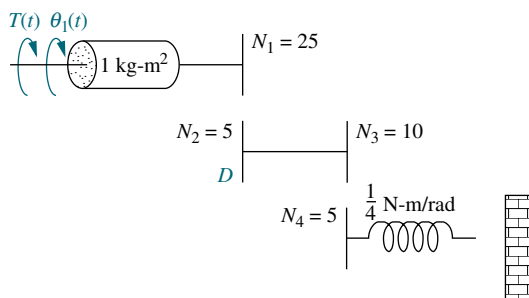 T(t) θ₁(t)
1 kg-m²
N₁ = 25
N₂ = 5
N₃ = 10
D
N₄ = 5
1/4 N-m/rad